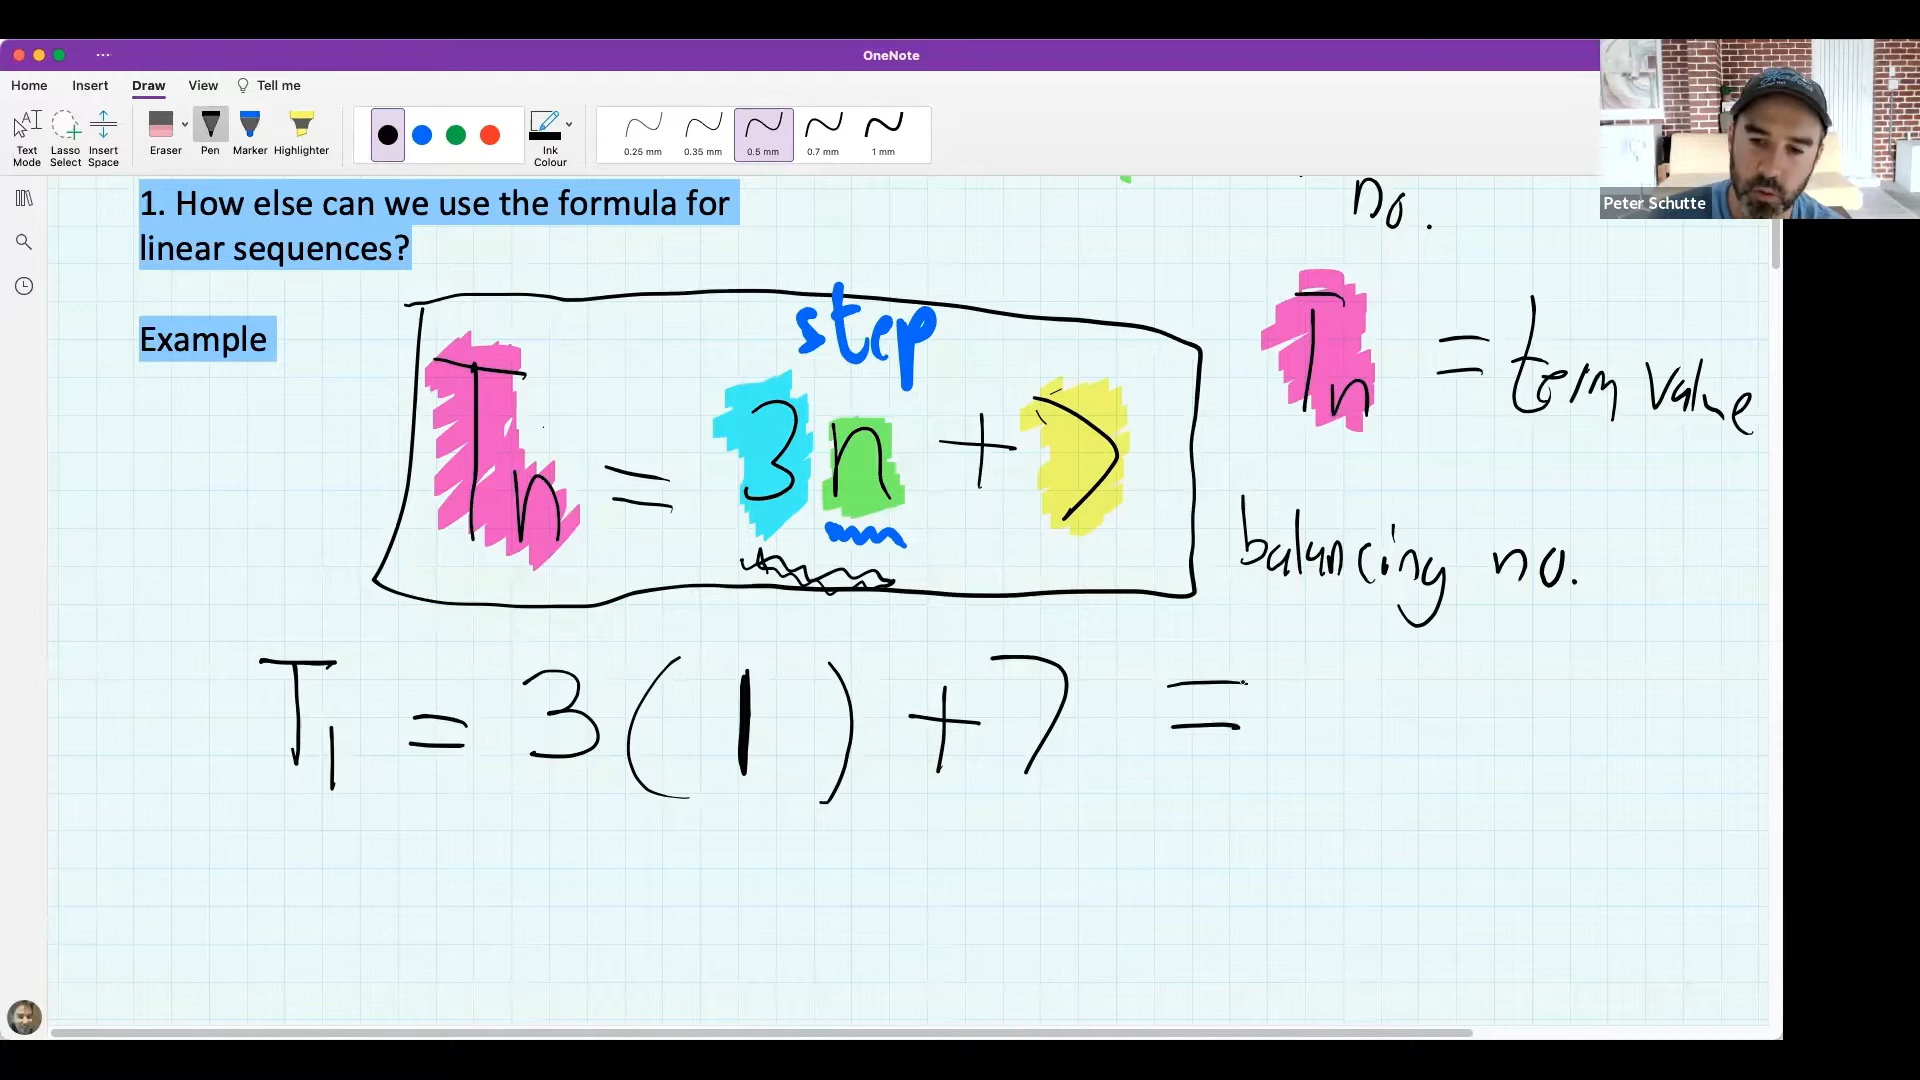 OneNote
Home Insert Draw View Tell me
Text Mode
Lasso Select
Insert Space
Eraser
Pen
Marker
Highlighter
Ink Colour
0.25 mm
0.35 mm
0.5 mm
0.7 mm
1 mm
Peter Schutte
1. How else can we use the formula for
linear sequences?
no.
Example
step
Tn = 3n + 7
Tn = term value
balancing no.
T1 = 3(1) + 7 =